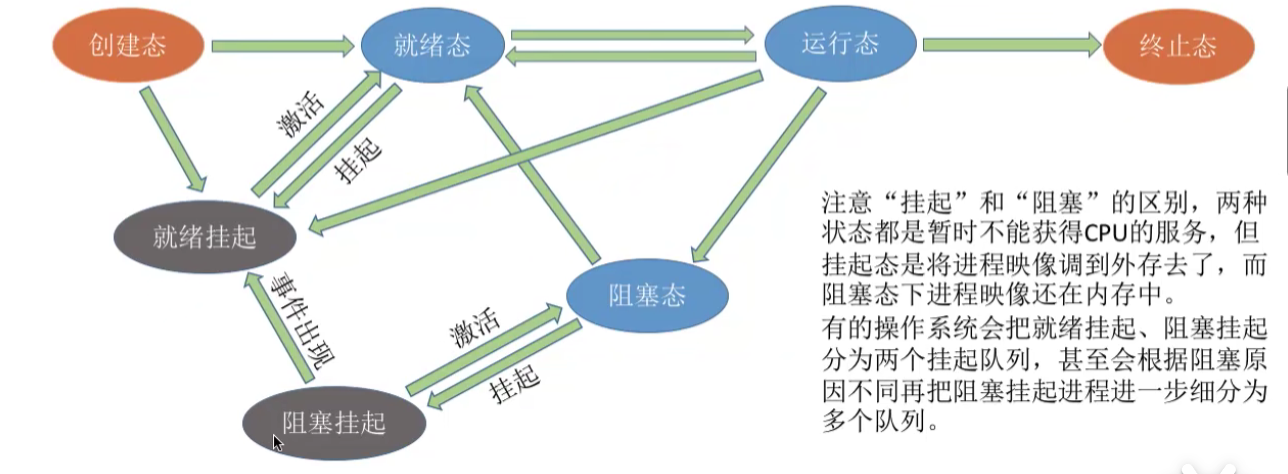 创建态
就绪态
运行态
终止态
激活
挂起
就绪挂起
事件出现
阻塞态
激活
挂起
阻塞挂起
注意“挂起”和“阻塞”的区别，两种
状态都是暂时不能获得CPU的服务，但
挂起态是将进程映像调到外存去了，而
阻塞态下进程映像还在内存中。
有的操作系统会把就绪挂起、阻塞挂起
分为两个挂起队列，甚至会根据阻塞原
因不同再把阻塞挂起进程进一步细分为
多个队列。